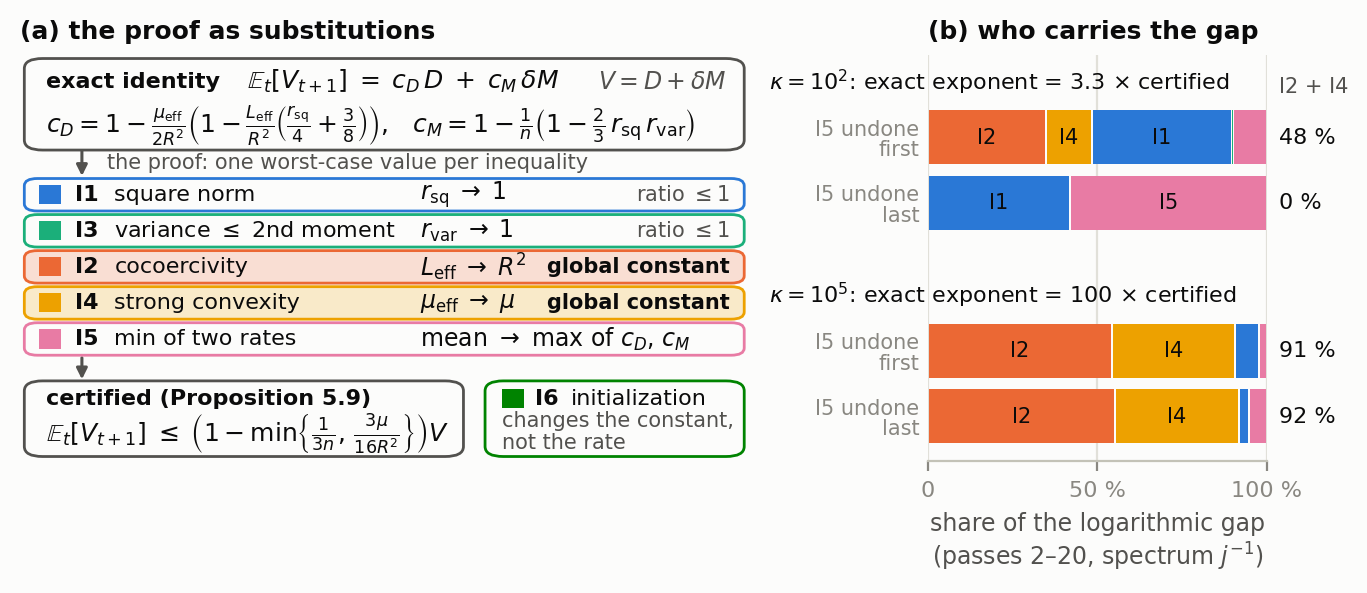 (a) the proof as substitutions
exact identity 𝔼ₜ[Vₜ₊₁] = c_D D + c_M δM V = D + δM
c_D = 1 − μ_eff/(2R²) (1 − L_eff/R² (r_sq/4 + 3/8)), c_M = 1 − 1/n (1 − 2/3 r_sq r_var)
the proof: one worst-case value per inequality
I1 square norm r_sq → 1 ratio ≤ 1
I3 variance ≤ 2nd moment r_var → 1 ratio ≤ 1
I2 cocoercivity L_eff → R² global constant
I4 strong convexity μ_eff → μ global constant
I5 min of two rates mean → max of c_D, c_M
certified (Proposition 5.9)
𝔼ₜ[Vₜ₊₁] ≤ (1 − min{1/(3n), 3μ/(16R²)})V
I6 initialization
changes the constant,
not the rate
(b) who carries the gap
κ = 10²: exact exponent = 3.3 × certified
I2 + I4
I5 undone
first
I2 I4 I1
48 %
I5 undone
last
I1 I5
0 %
κ = 10⁵: exact exponent = 100 × certified
I5 undone
first
I2 I4
91 %
I5 undone
last
I2 I4
92 %
0 50 % 100 %
share of the logarithmic gap
(passes 2–20, spectrum j⁻¹)